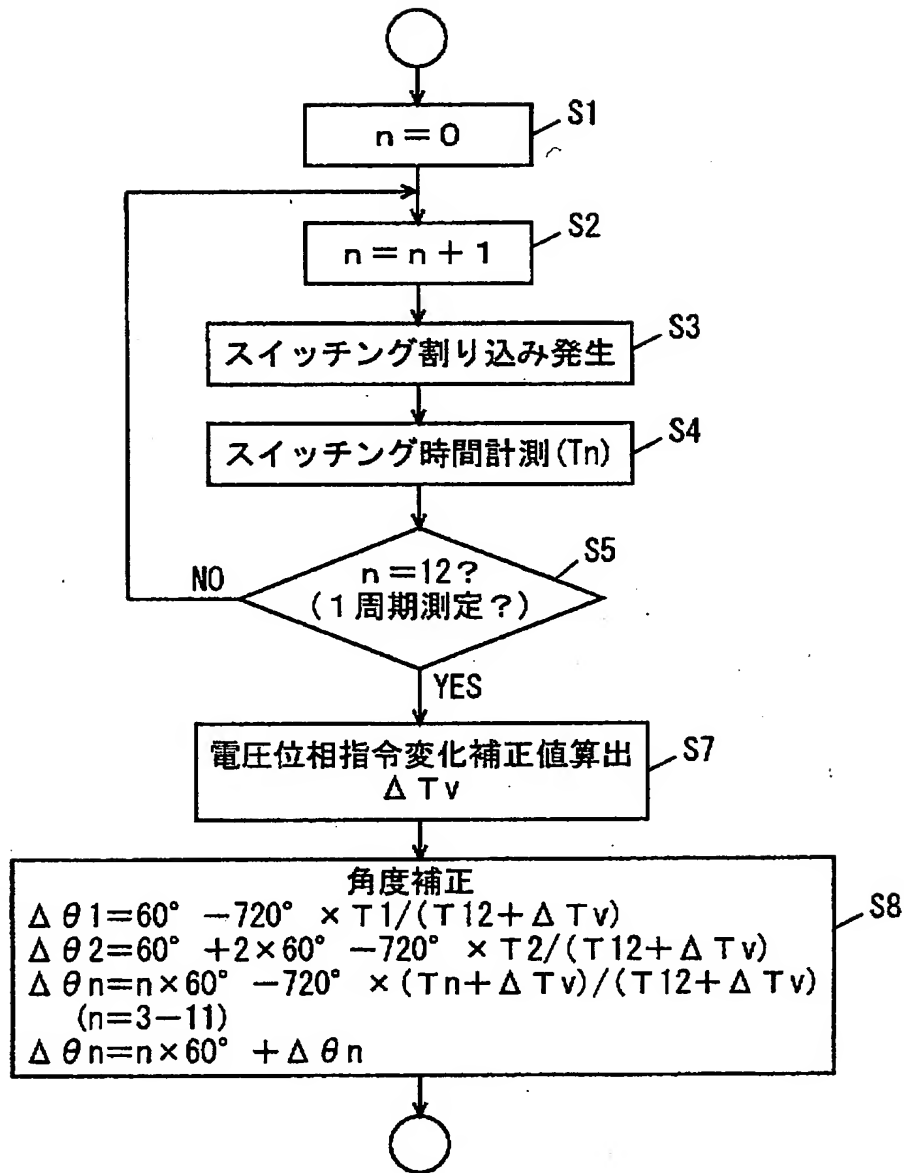 n=0
S1
n=n+1
S2
スイッチング割り込み発生
S3
スイッチング時間計測(Tn)
S4
n=12?
(1周期測定?)
S5
NO
YES
電圧位相指令変化補正値算出
ΔTv
S7
角度補正
Δθ1=60° −720° ×T1/(T12+ΔTv)
Δθ2=60° +2×60° −720° ×T2/(T12+ΔTv)
Δθn=n×60° −720° ×(Tn+ΔTv)/(T12+ΔTv)
(n=3−11)
Δθn=n×60° +Δθn
S8